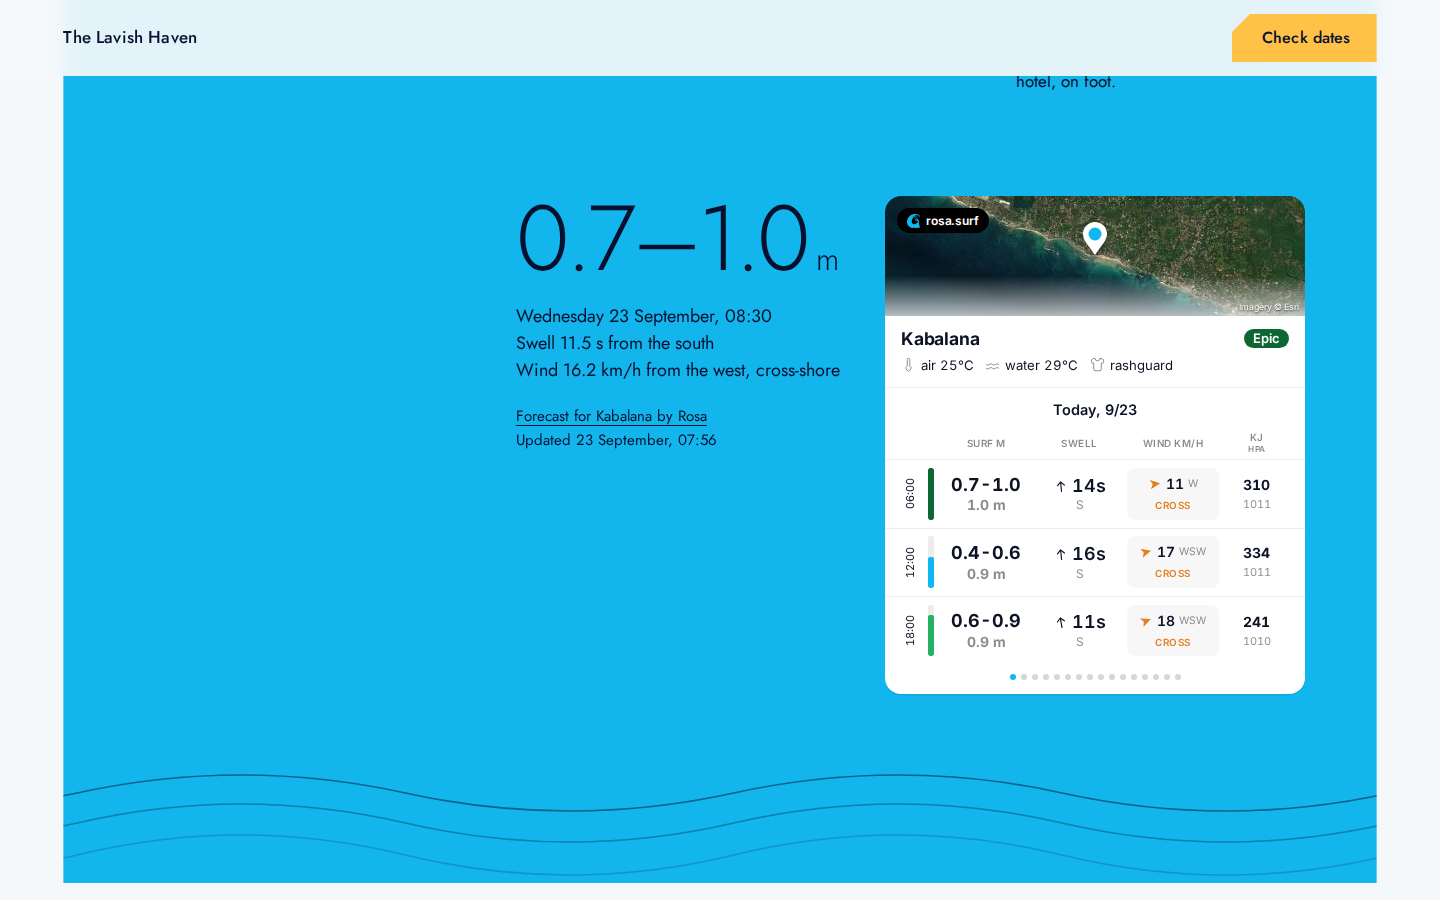 The Lavish Haven
Check dates
hotel, on foot.
0.7–1.0 m
Wednesday 23 September, 08:30
Swell 11.5 s from the south
Wind 16.2 km/h from the west, cross-shore
Forecast for Kabalana by Rosa
Updated 23 September, 07:56
rosa.surf
Imagery © Esri
Kabalana
Epic
air 25°C water 29°C rashguard
Today, 9/23
SURF M SWELL WIND KM/H KJ
HPA
06:00
0.7-1.0 14s 11 W 310
1.0 m S CROSS 1011
12:00
0.4-0.6 16s 17 WSW 334
0.9 m S CROSS 1011
18:00
0.6-0.9 11s 18 WSW 241
0.9 m S CROSS 1010